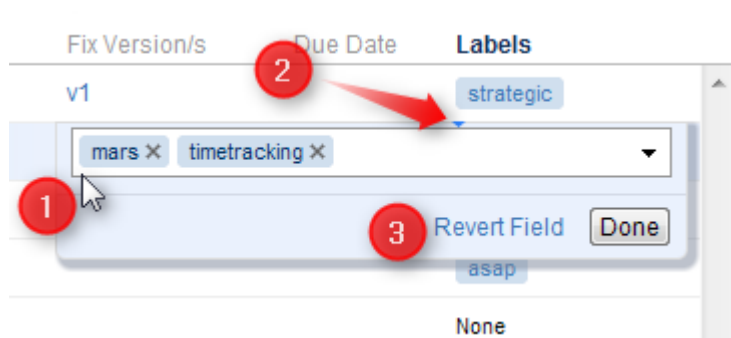 Fix Version/s Due Date Labels
2
v1 strategic
mars × timetracking ×
1
3 Revert Field Done
asap
None